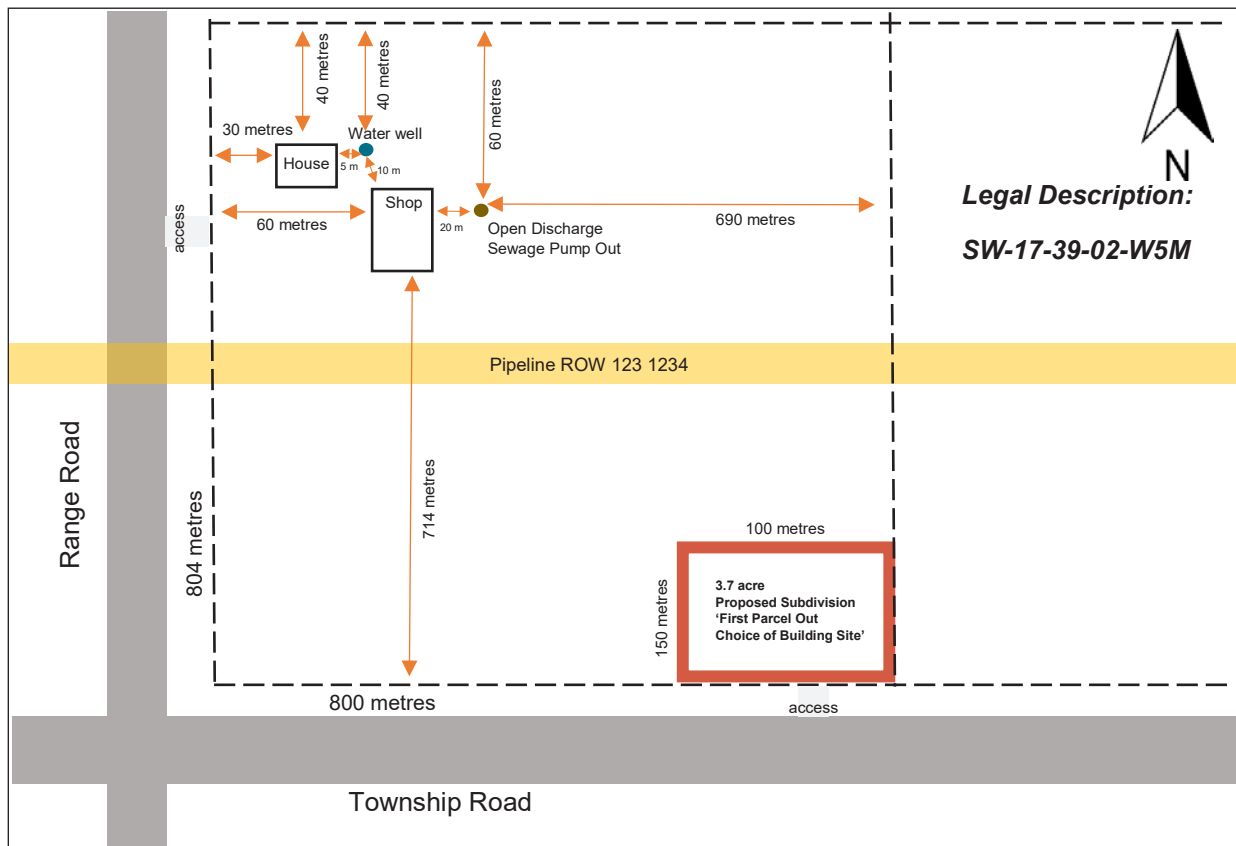 40 metres
40 metres
60 metres
30 metres
Water well
House
5 m
10 m
N
Shop
Legal Description:
SW-17-39-02-W5M
access
60 metres
20 m
690 metres
Open Discharge
Sewage Pump Out
Pipeline ROW 123 1234
Range Road
804 metres
714 metres
100 metres
150 metres
3.7 acre
Proposed Subdivision
‘First Parcel Out
Choice of Building Site’
800 metres
access
Township Road